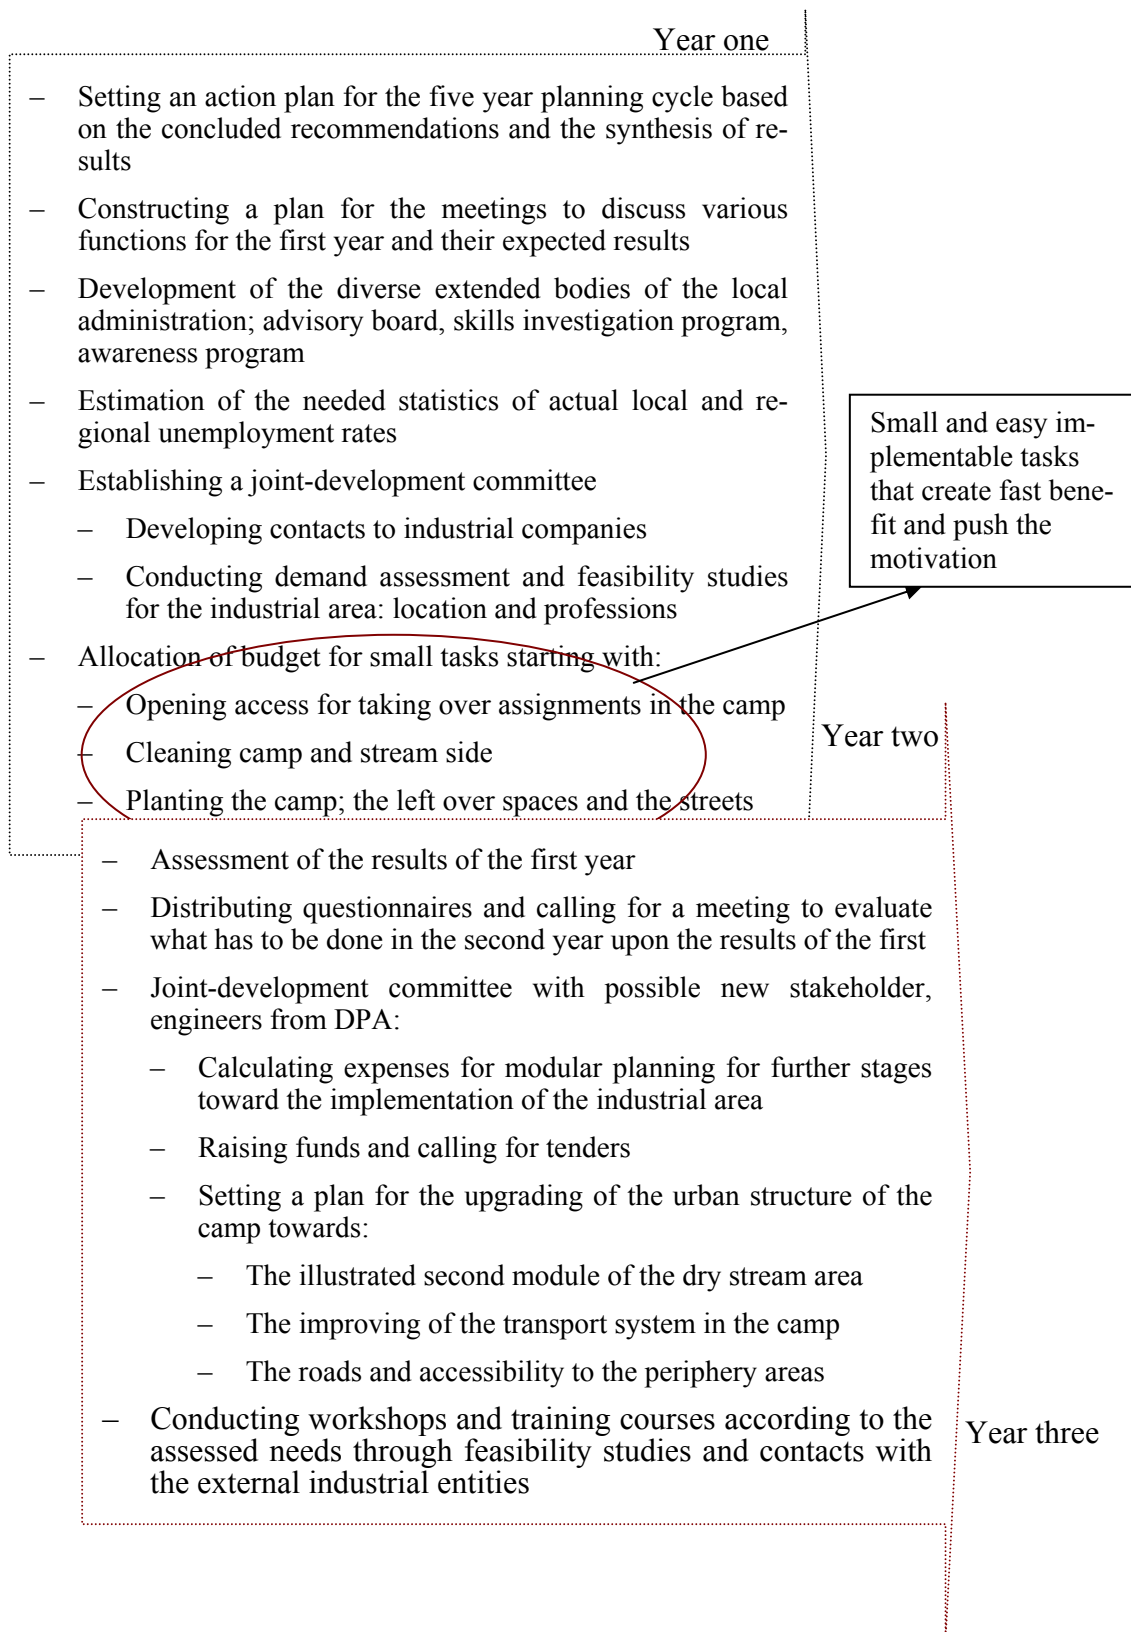 Year one
– Setting an action plan for the five year planning cycle based
on the concluded recommendations and the synthesis of re-
sults
– Constructing a plan for the meetings to discuss various
functions for the first year and their expected results
– Development of the diverse extended bodies of the local
administration; advisory board, skills investigation program,
awareness program
– Estimation of the needed statistics of actual local and re-
gional unemployment rates
– Establishing a joint-development committee
– Developing contacts to industrial companies
– Conducting demand assessment and feasibility studies
for the industrial area: location and professions
– Allocation of budget for small tasks starting with:
– Opening access for taking over assignments in the camp
– Cleaning camp and stream side
– Planting the camp; the left over spaces and the streets
Small and easy im-
plementable tasks
that create fast bene-
fit and push the
motivation
Year two
– Assessment of the results of the first year
– Distributing questionnaires and calling for a meeting to evaluate
what has to be done in the second year upon the results of the first
– Joint-development committee with possible new stakeholder,
engineers from DPA:
– Calculating expenses for modular planning for further stages
toward the implementation of the industrial area
– Raising funds and calling for tenders
– Setting a plan for the upgrading of the urban structure of the
camp towards:
– The illustrated second module of the dry stream area
– The improving of the transport system in the camp
– The roads and accessibility to the periphery areas
– Conducting workshops and training courses according to the
assessed needs through feasibility studies and contacts with
the external industrial entities
Year three